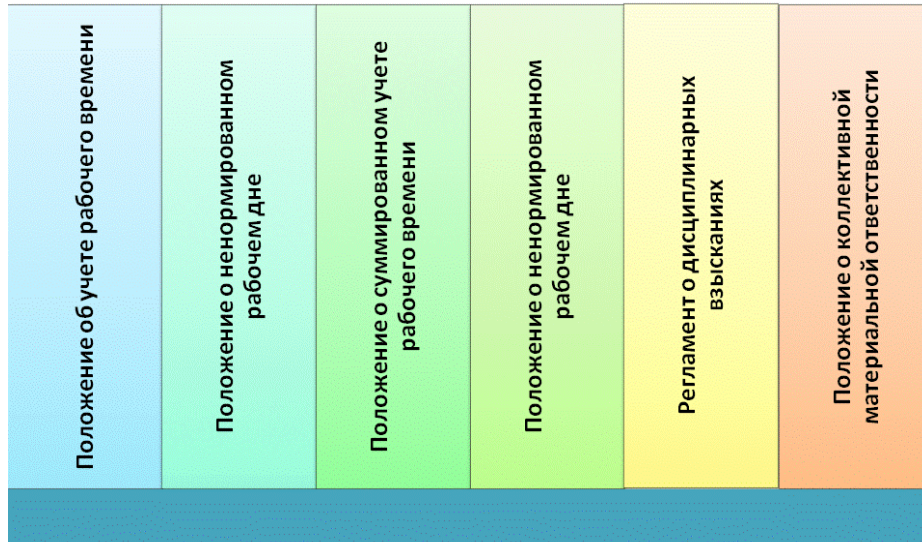 Положение об учете рабочего времени
Положение о ненормированном
рабочем дне
Положение о суммированном учете
рабочего времени
Положение о ненормированном
рабочем дне
Регламент о дисциплинарных
взысканиях
Положение о коллективной
материальной ответственности